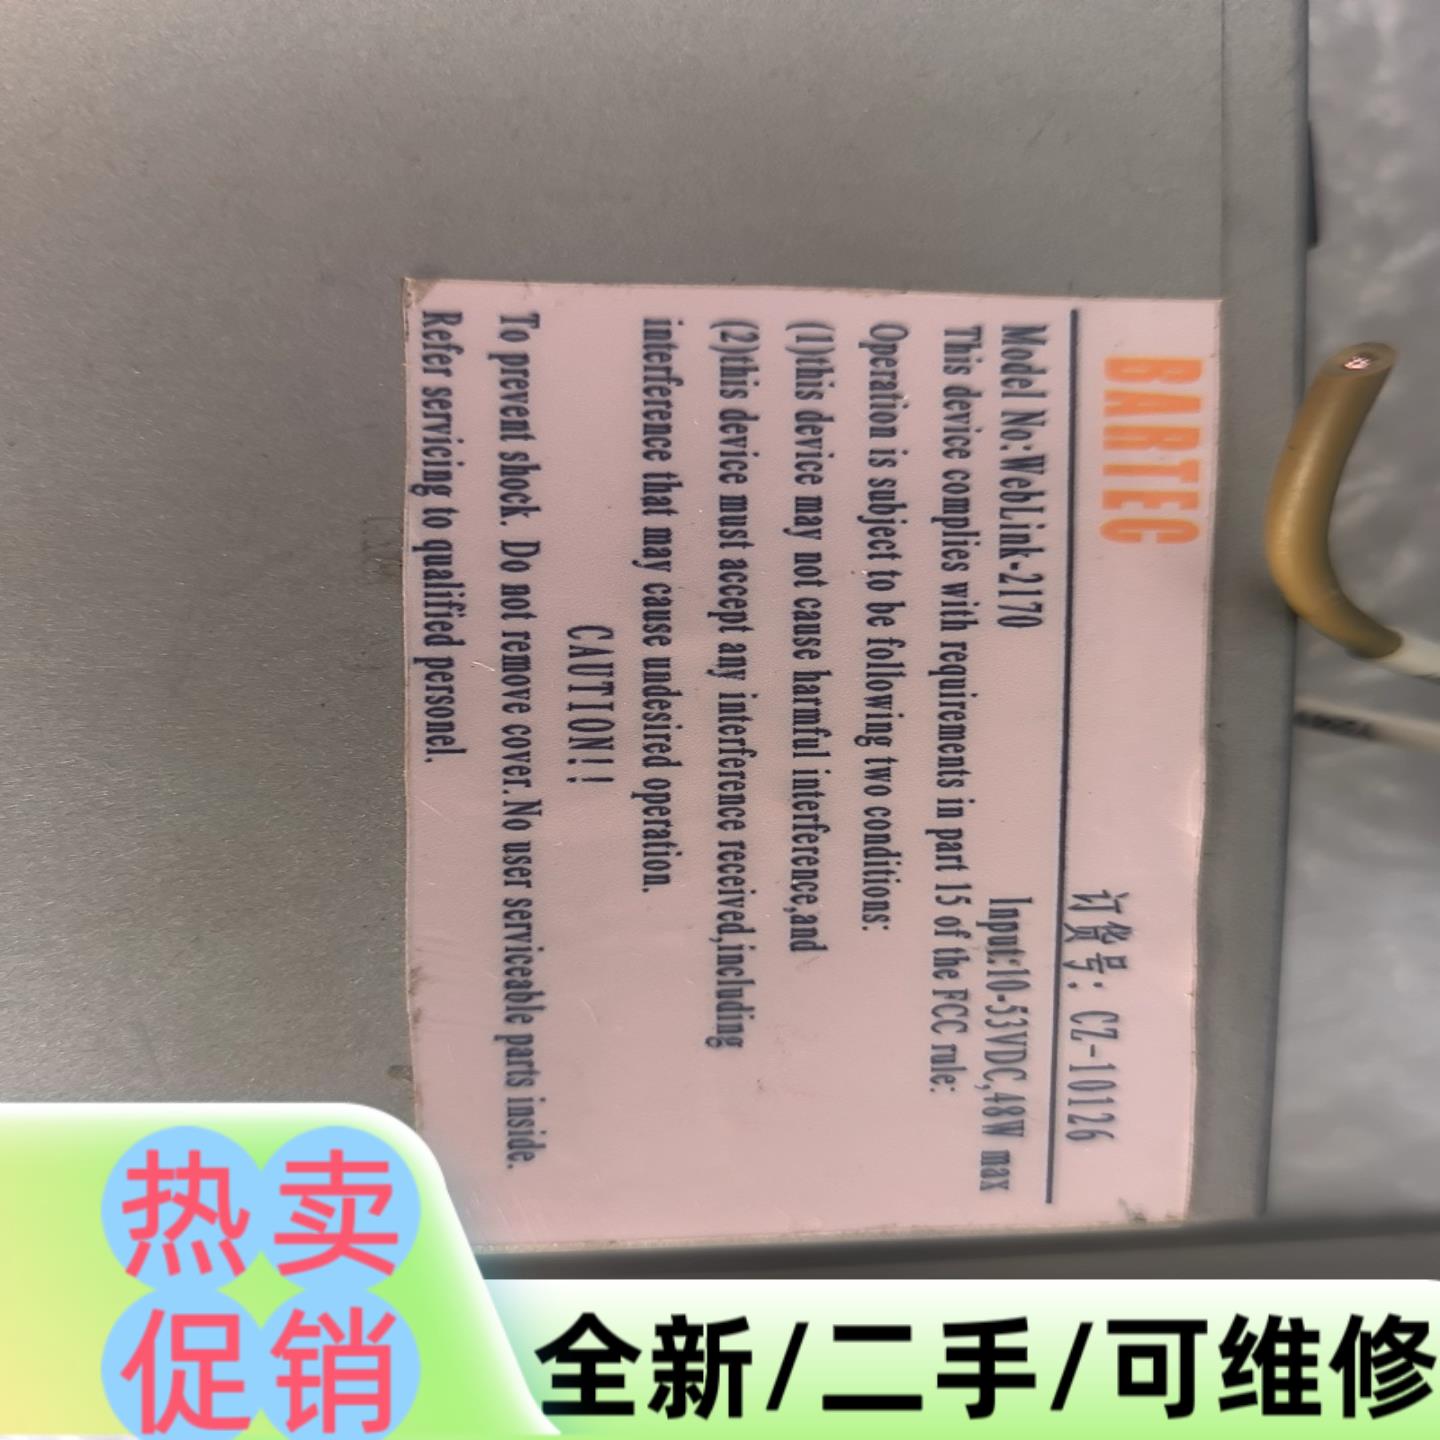 BARTEC
订货号：CZ-10126
Model No:WebLink-2170
Input:10-53VDC,48W max
This device complies with requirements in part 15 of the FCC rule:
Operation is subject to be following two conditions:
(1)this device may not cause harmful interference,and
(2)this device must accept any interference received,including
interference that may cause undesired operation.
CAUTION!!
To prevent shock. Do not remove cover. No user serviceable parts inside.
Refer servicing to qualified personel.
热卖
促销
全新/二手/可维修